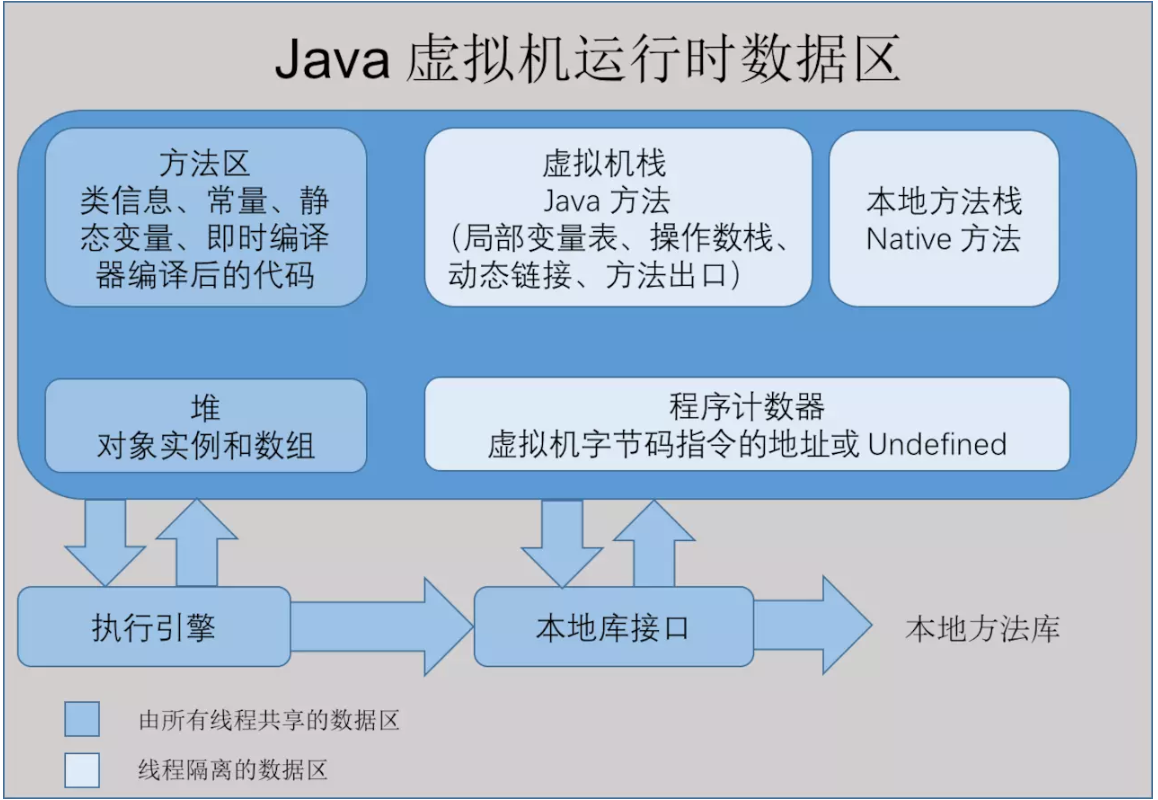 Java 虚拟机运行时数据区
方法区
类信息、常量、静
态变量、即时编译
器编译后的代码
虚拟机栈
Java 方法
（局部变量表、操作数栈、
动态链接、方法出口）
本地方法栈
Native 方法
堆
对象实例和数组
程序计数器
虚拟机字节码指令的地址或 Undefined
执行引擎
本地库接口
本地方法库
由所有线程共享的数据区
线程隔离的数据区